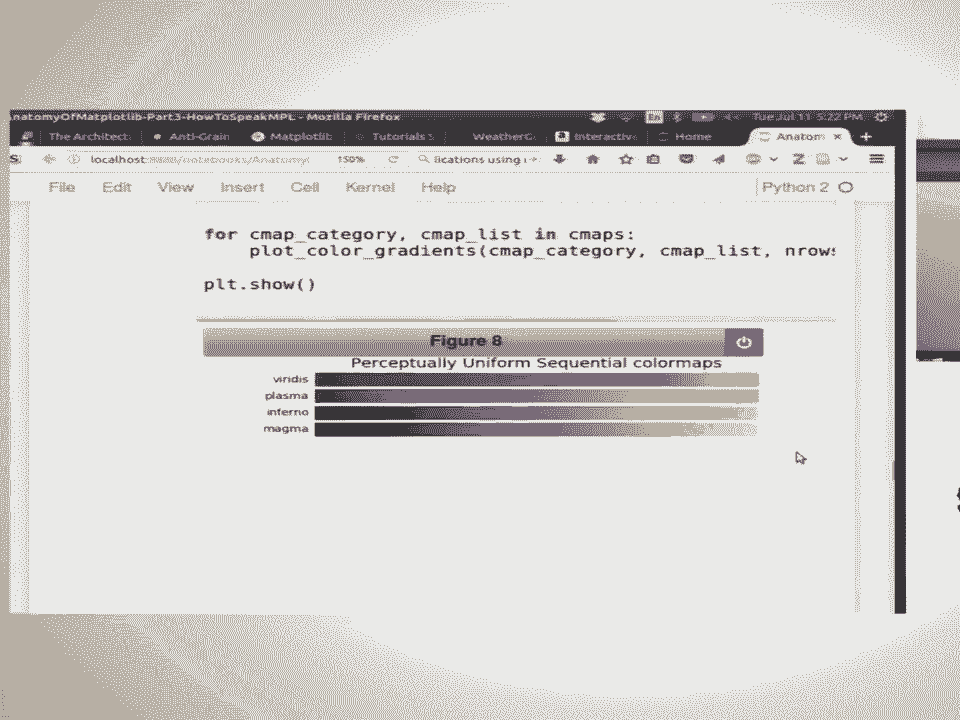 natomyOfMatplotlib-Part3-HowToSpeakMPL - Mozilla Firefox
En
Tue Jul 11 5:22 PM
The Architect
Anti-Grain
Matplotlib
Tutorials
WeatherG
Interactive
Home
Anatom
localhost:8888/notebooks/Anatomy
150%
lications using
File Edit View Insert Cell Kernel Help
Python 2
for cmap_category, cmap_list in cmaps:
plot_color_gradients(cmap_category, cmap_list, nrows
plt.show()
Figure 8
Perceptually Uniform Sequential colormaps
viridis
plasma
inferno
magma